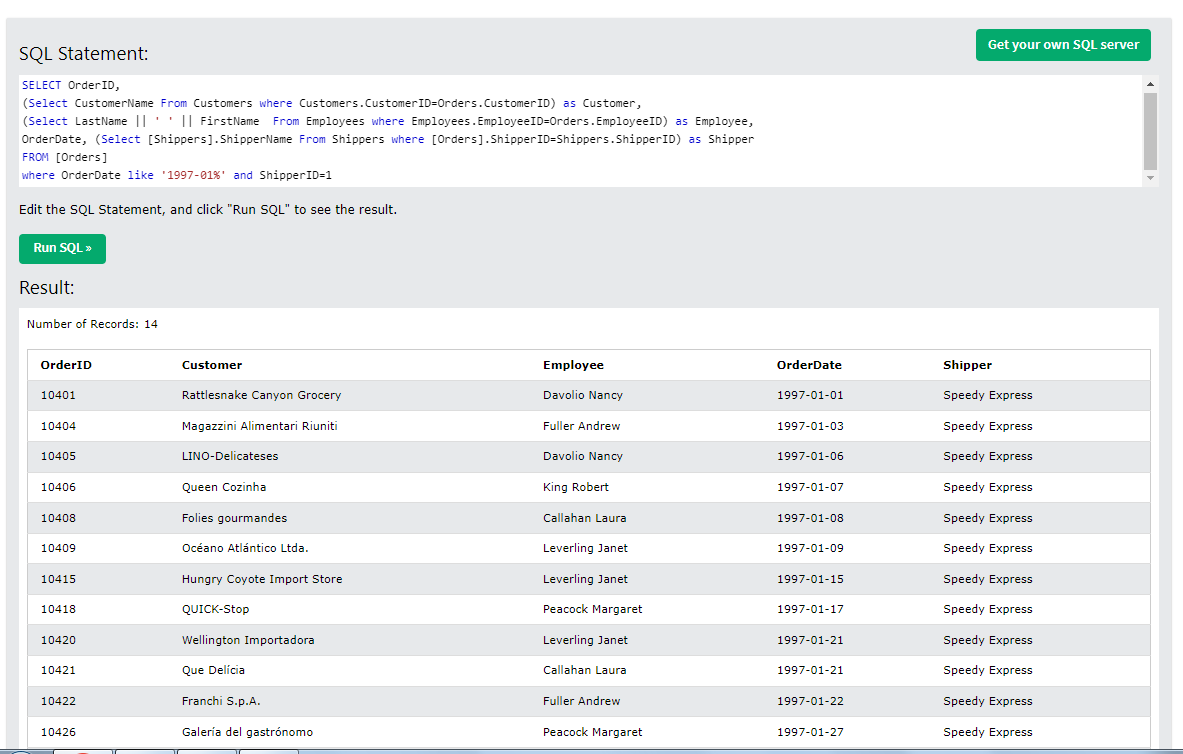 Get your own SQL server
SQL Statement:
SELECT OrderID,
(Select CustomerName From Customers where Customers.CustomerID=Orders.CustomerID) as Customer,
(Select LastName || ' ' || FirstName  From Employees where Employees.EmployeeID=Orders.EmployeeID) as Employee,
OrderDate, (Select [Shippers].ShipperName From Shippers where [Orders].ShipperID=Shippers.ShipperID) as Shipper
FROM [Orders]
where OrderDate like '1997-01%' and ShipperID=1
Edit the SQL Statement, and click "Run SQL" to see the result.
Run SQL »
Result:
Number of Records: 14
OrderID Customer Employee OrderDate Shipper
10401 Rattlesnake Canyon Grocery Davolio Nancy 1997-01-01 Speedy Express
10404 Magazzini Alimentari Riuniti Fuller Andrew 1997-01-03 Speedy Express
10405 LINO-Delicateses Davolio Nancy 1997-01-06 Speedy Express
10406 Queen Cozinha King Robert 1997-01-07 Speedy Express
10408 Folies gourmandes Callahan Laura 1997-01-08 Speedy Express
10409 Océano Atlántico Ltda. Leverling Janet 1997-01-09 Speedy Express
10415 Hungry Coyote Import Store Leverling Janet 1997-01-15 Speedy Express
10418 QUICK-Stop Peacock Margaret 1997-01-17 Speedy Express
10420 Wellington Importadora Leverling Janet 1997-01-21 Speedy Express
10421 Que Delícia Callahan Laura 1997-01-21 Speedy Express
10422 Franchi S.p.A. Fuller Andrew 1997-01-22 Speedy Express
10426 Galería del gastrónomo Peacock Margaret 1997-01-27 Speedy Express